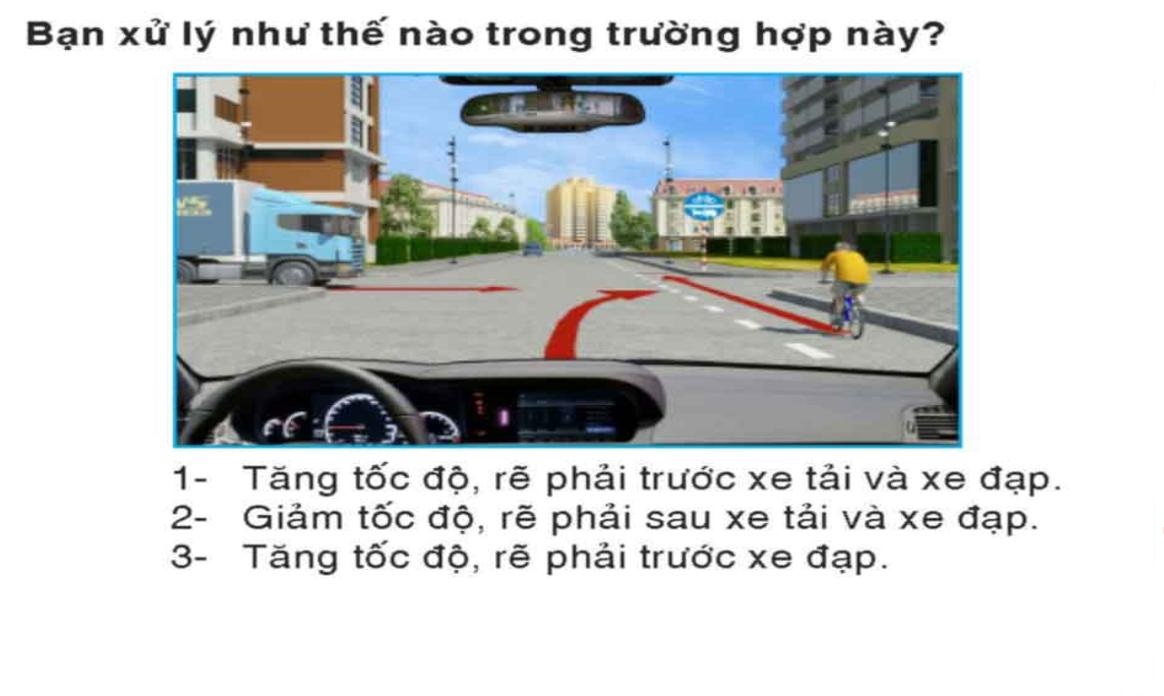 Bạn xử lý như thế nào trong trường hợp này?
1- Tăng tốc độ, rẽ phải trước xe tải và xe đạp.
2- Giảm tốc độ, rẽ phải sau xe tải và xe đạp.
3- Tăng tốc độ, rẽ phải trước xe đạp.